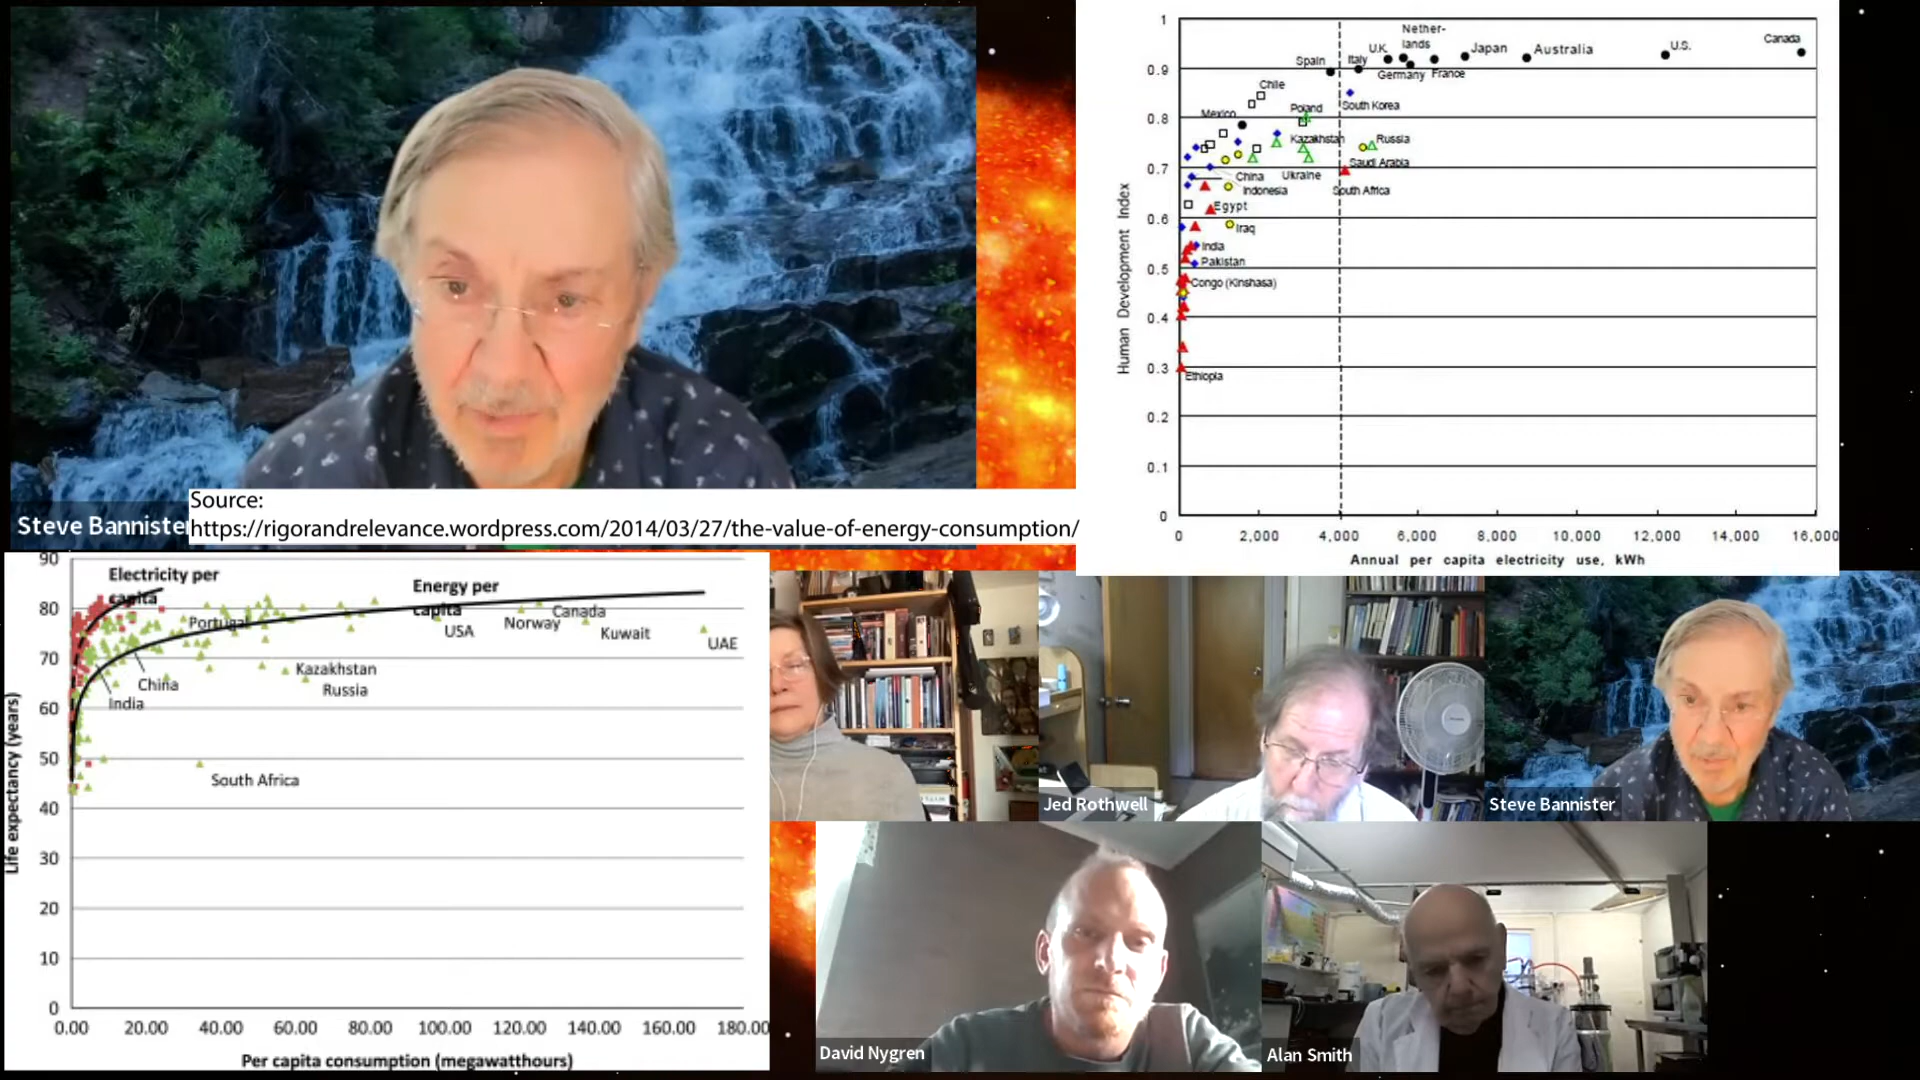 Steve Bannister
Source:
https://rigorandrelevance.wordpress.com/2014/03/27/the-value-of-energy-consumption/
Human Development Index
1
0.9
0.8
0.7
0.6
0.5
0.4
0.3
0.2
0.1
0
Spain
Italy
U.K.
Nether-
lands
Germany
France
Japan
Australia
U.S.
Canada
Chile
Mexico
Poland
South Korea
Kazakhstan
Russia
Saudi Arabia
China
Ukraine
Indonesia
South Africa
Egypt
Iraq
India
Pakistan
Congo (Kinshasa)
Ethiopia
0 2,000 4,000 6,000 8,000 10,000 12,000 14,000 16,000
Annual per capita electricity use, kWh
Life expectancy (years)
90
80
70
60
50
40
30
20
10
0
Electricity per
capita
Energy per
capita
Portugal
USA
Norway
Canada
Kuwait
UAE
China
India
Kazakhstan
Russia
South Africa
0.00 20.00 40.00 60.00 80.00 100.00 120.00 140.00 160.00 180.00
Per capita consumption (megawatthours)
Jed Rothwell
Steve Bannister
David Nygren
Alan Smith